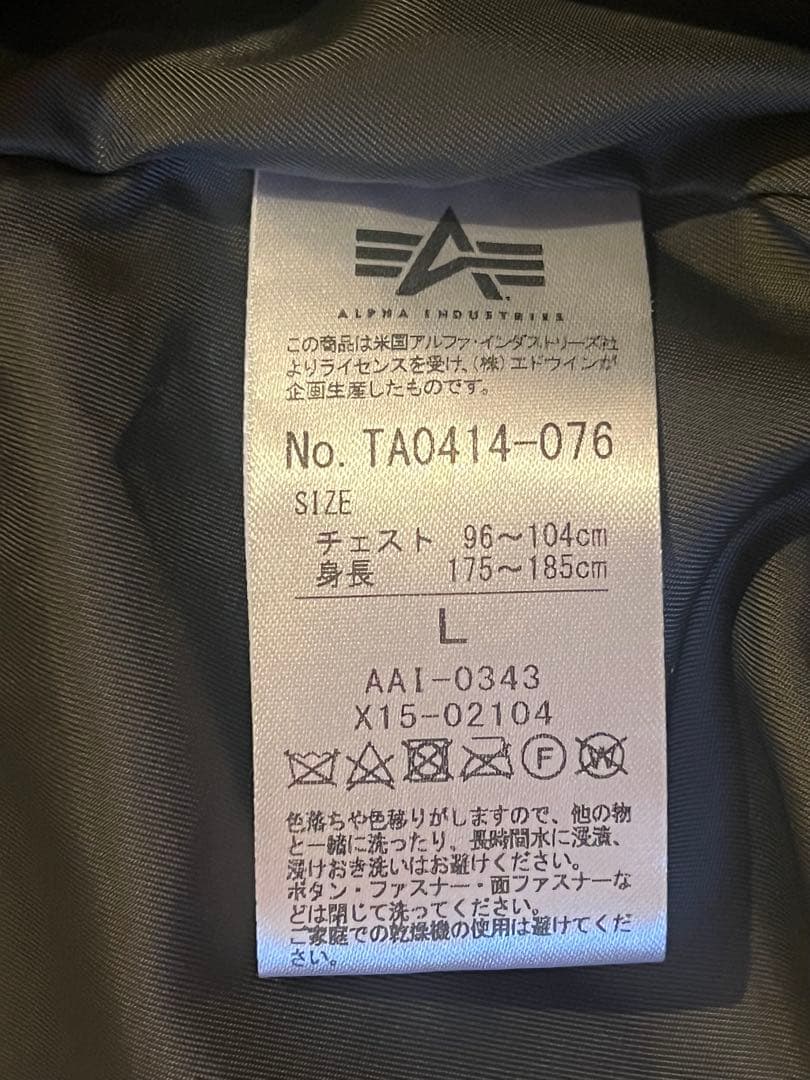 ALPHA INDUSTRIES
この商品は米国アルファ・インダストリーズ社
よりライセンスを受け、(株)エドウインが
企画生産したものです。
No. TA0414-076
SIZE
チェスト 96～104cm
身長 175～185cm
L
AAI-0343
X15-02104
F W
色落ちや色移りがしますので、他の物
と一緒に洗ったり、長時間水に浸漬、
浸けおき洗いはお避けください。
ボタン・ファスナー・面ファスナーな
どは閉じて洗ってください。
ご家庭での乾燥機の使用は避けてくだ
さい。